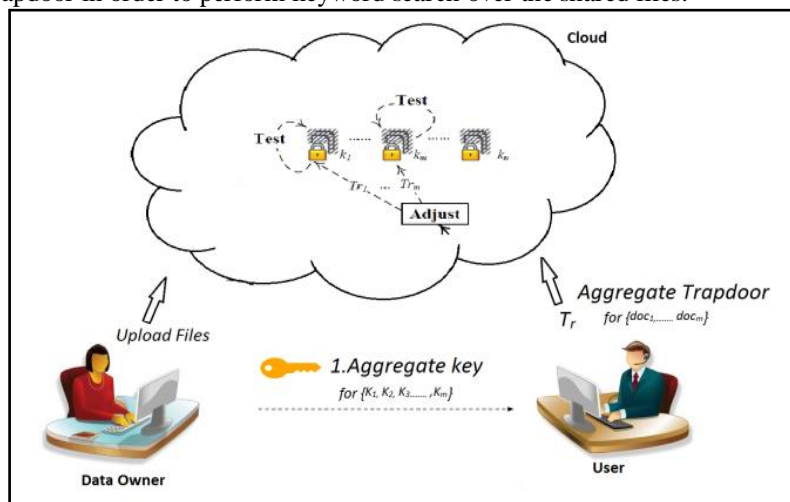 apdoor in order to perform keyword search over the shared files.
Cloud
Test
Test
...... ......
k1 km kn
Tr1 ... Trm
Adjust
Upload Files
Tr
Aggregate Trapdoor
for {doc1,....... docm}
1.Aggregate key
for {K1, K2, K3....... ,Km}
Data Owner
User